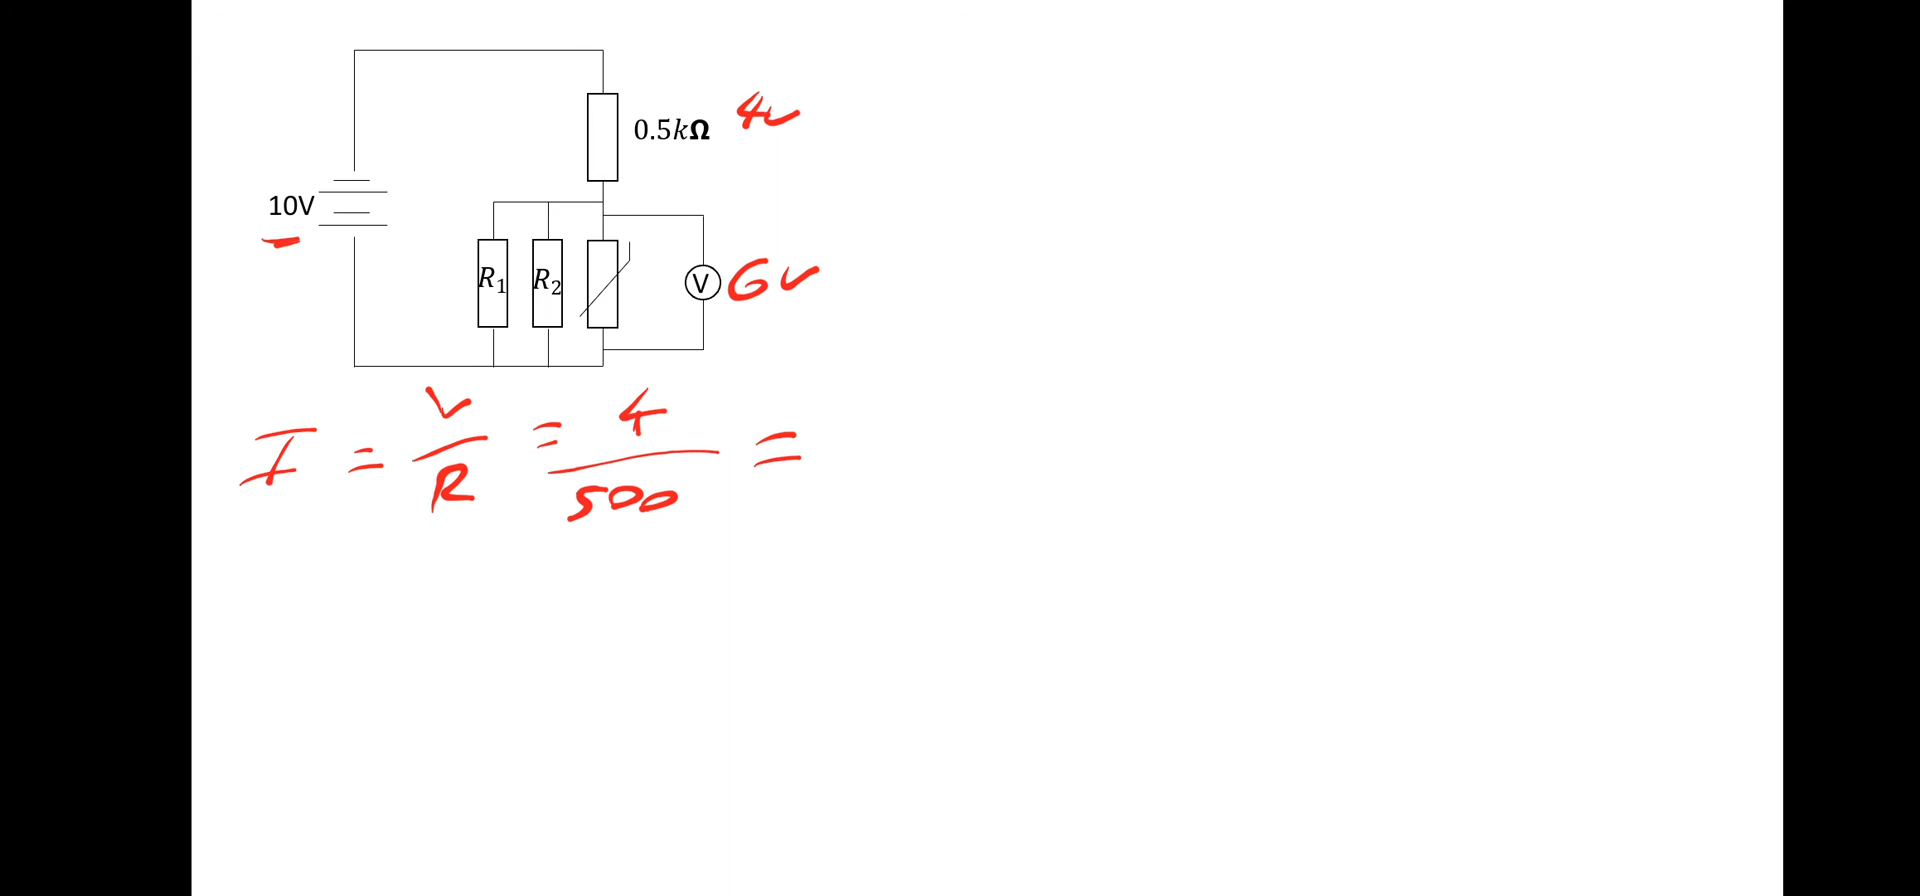 0.5kΩ 4v
10V
R₁ R₂ V 6v
I = V/R = 4/500 =